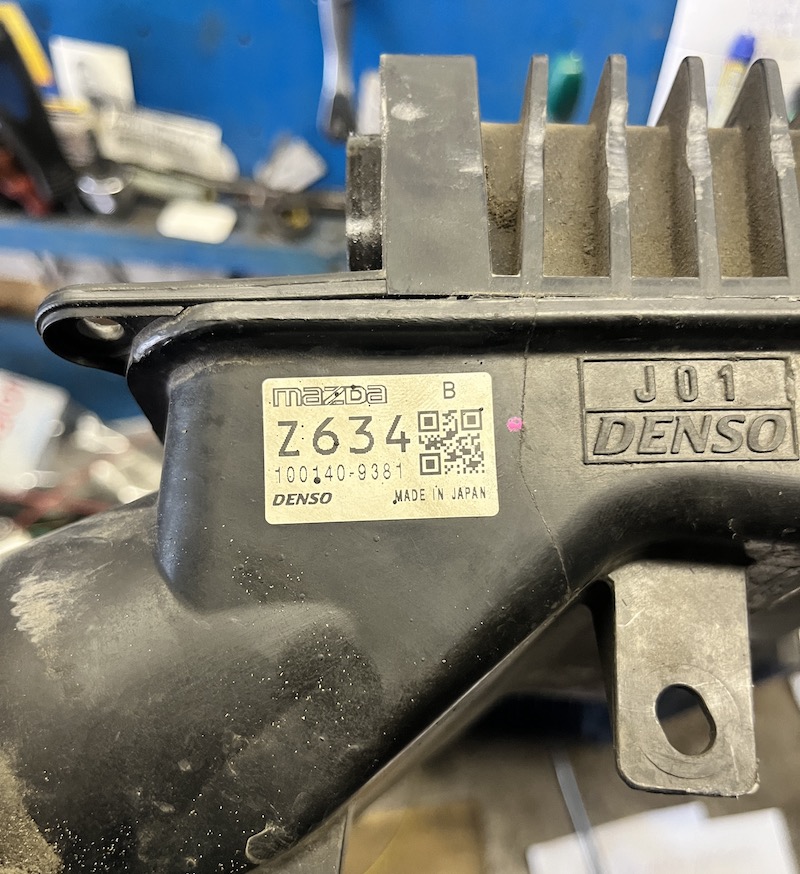 mazda B
Z634
100140-9381
DENSO MADE IN JAPAN
J01
DENSO